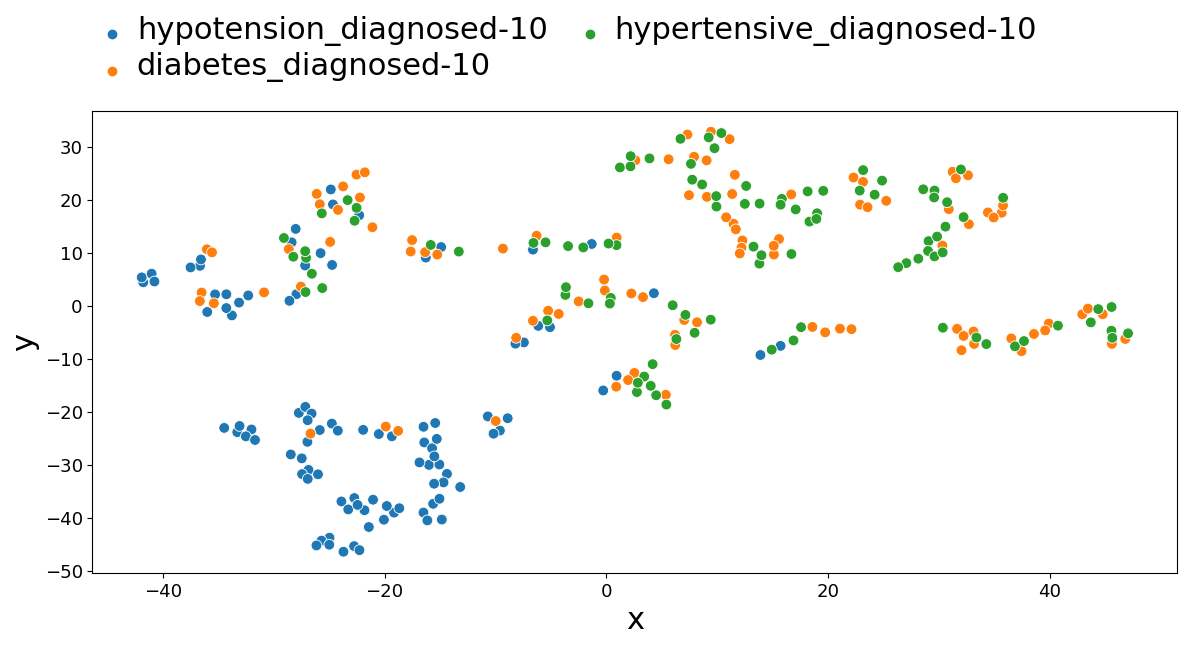 hypotension_diagnosed-10 hypertensive_diagnosed-10
diabetes_diagnosed-10
30
20
10
0
−10
−20
−30
−40
−50
y
−40 −20 0 20 40
x